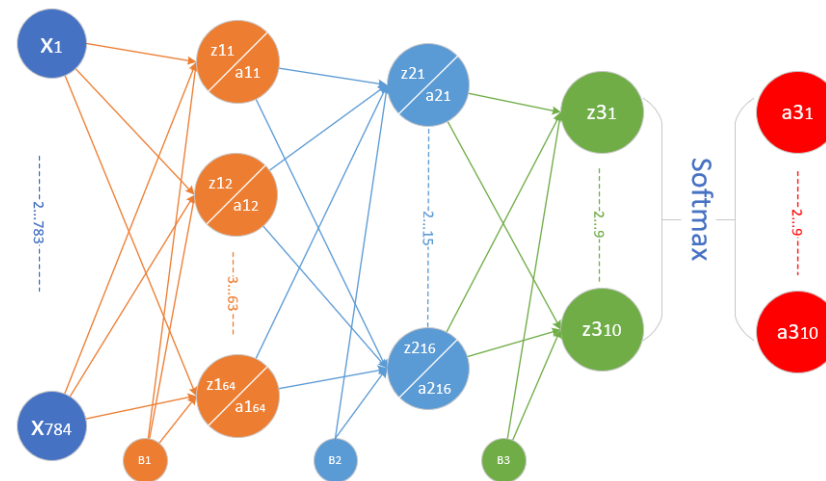 X1
2...783
X784
z11
a11
z12
a12
3...63
z164
a164
B1
z21
a21
2...15
z216
a216
B2
z31
2...9
z310
B3
Softmax
a31
2...9
a310